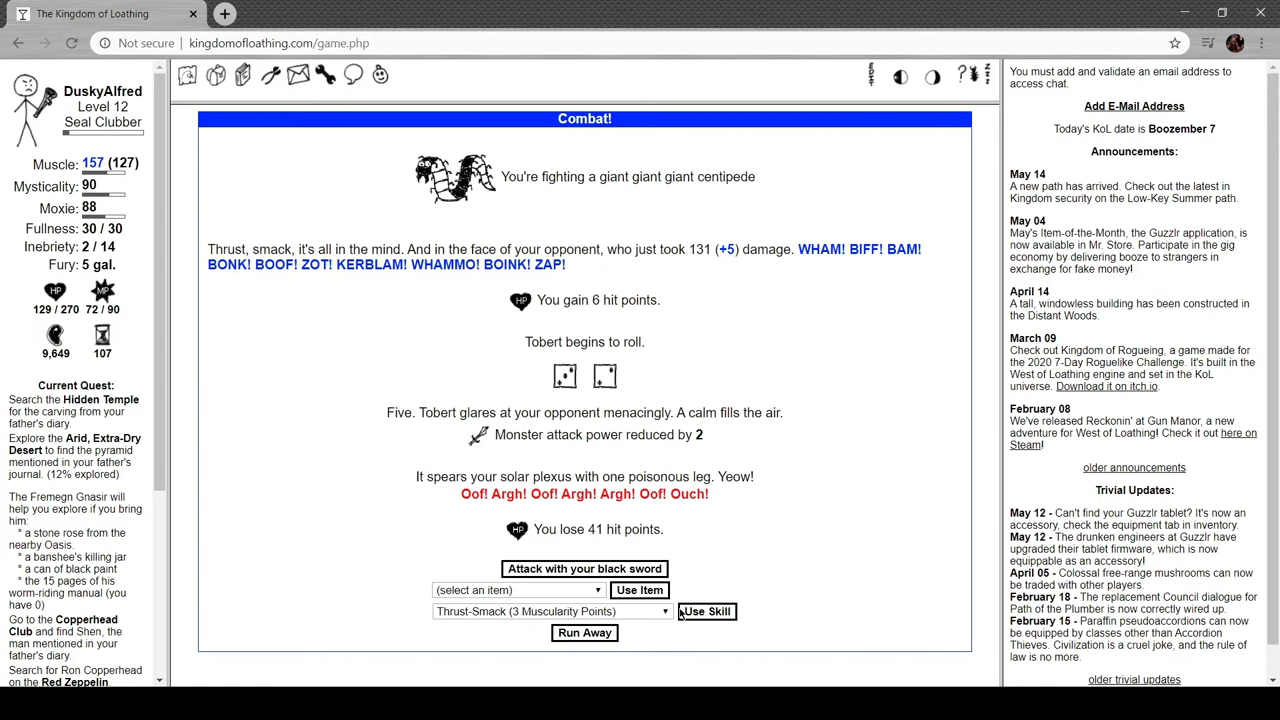 The Kingdom of Loathing
Not secure | kingdomofloathing.com/game.php
DuskyAlfred
Level 12
Seal Clubber
Muscle: 157 (127)
Mysticality: 90
Moxie: 88
Fullness: 30 / 30
Inebriety: 2 / 14
Fury: 5 gal.
HP MP
129 / 270 72 / 90
9,649 107
Current Quest:
Search the Hidden Temple
for the carving from your
father's diary.
Explore the Arid, Extra-Dry
Desert to find the pyramid
mentioned in your father's
journal. (12% explored)
The Fremegn Gnasir will
help you explore if you bring
him:
* a stone rose from the
nearby Oasis.
* a banshee's killing jar
* a can of black paint
* the 15 pages of his
worm-riding manual (you
have 0)
Go to the Copperhead
Club and find Shen, the
man mentioned in your
father's diary.
Search for Ron Copperhead
on the Red Zeppelin.
Combat!
You're fighting a giant giant giant centipede
Thrust, smack, it's all in the mind. And in the face of your opponent, who just took 131 (+5) damage. WHAM! BIFF! BAM!
BONK! BOOF! ZOT! KERBLAM! WHAMMO! BOINK! ZAP!
HP You gain 6 hit points.
Tobert begins to roll.
Five. Tobert glares at your opponent menacingly. A calm fills the air.
Monster attack power reduced by 2
It spears your solar plexus with one poisonous leg. Yeow!
Oof! Argh! Oof! Argh! Argh! Oof! Ouch!
HP You lose 41 hit points.
Attack with your black sword
(select an item) Use Item
Thrust-Smack (3 Muscularity Points) Use Skill
Run Away
You must add and validate an email address to
access chat.
Add E-Mail Address
Today's KoL date is Boozember 7
Announcements:
May 14
A new path has arrived. Check out the latest in
Kingdom security on the Low-Key Summer path.
May 04
May's Item-of-the-Month, the Guzzlr application, is
now available in Mr. Store. Participate in the gig
economy by delivering booze to strangers in
exchange for fake money!
April 14
A tall, windowless building has been constructed in
the Distant Woods.
March 09
Check out Kingdom of Rogueing, a game made for
the 2020 7-Day Roguelike Challenge. It's built in the
West of Loathing engine and set in the KoL
universe. Download it on itch.io.
February 08
We've released Reckonin' at Gun Manor, a new
adventure for West of Loathing! Check it out here on
Steam!
older announcements
Trivial Updates:
May 12 - Can't find your Guzzlr tablet? It's now an
accessory, check the equipment tab in inventory.
May 12 - The drunken engineers at Guzzlr have
upgraded their tablet firmware, which is now
equippable as an accessory!
April 05 - Colossal free-range mushrooms can now
be traded with other players.
February 18 - The replacement Council dialogue for
Path of the Plumber is now correctly wired up.
February 15 - Paraffin pseudoaccordions can now
be equipped by classes other than Accordion
Thieves. Civilization is a cruel joke, and the rule of
law is no more.
older trivial updates